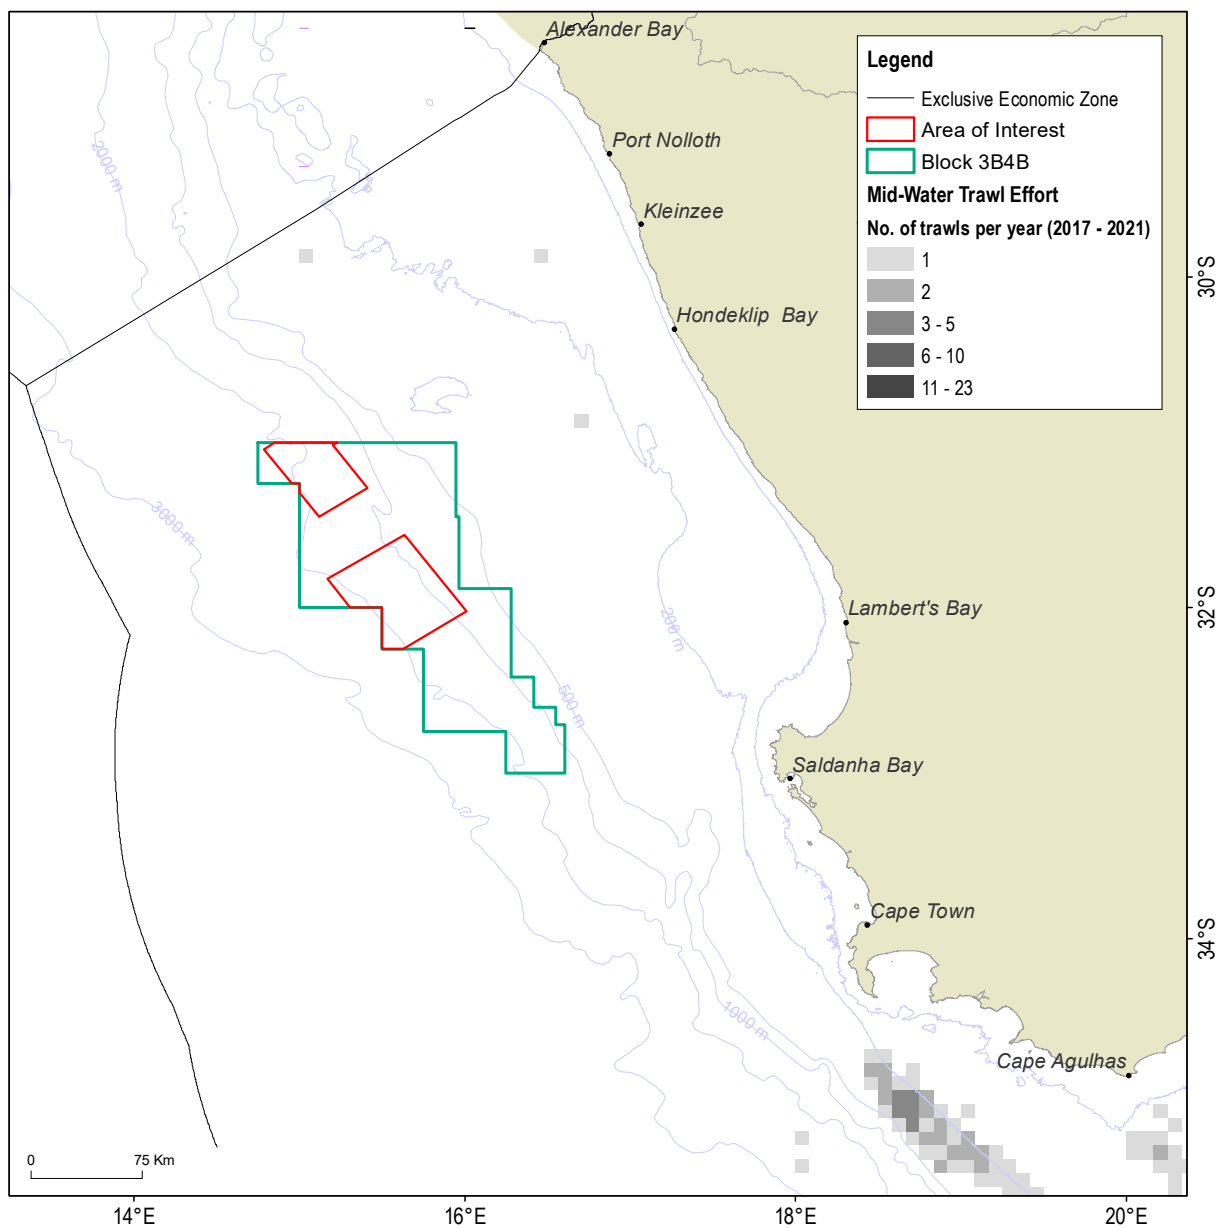 Alexander Bay
Port Nolloth
Kleinzee
Hondeklip Bay
Lambert's Bay
Saldanha Bay
Cape Town
Cape Agulhas
2000 m
3000 m
200 m
500 m
1000 m
Legend
Exclusive Economic Zone
Area of Interest
Block 3B4B
Mid-Water Trawl Effort
No. of trawls per year (2017 - 2021)
1
2
3 - 5
6 - 10
11 - 23
30°S
32°S
34°S
0 75 Km
14°E 16°E 18°E 20°E